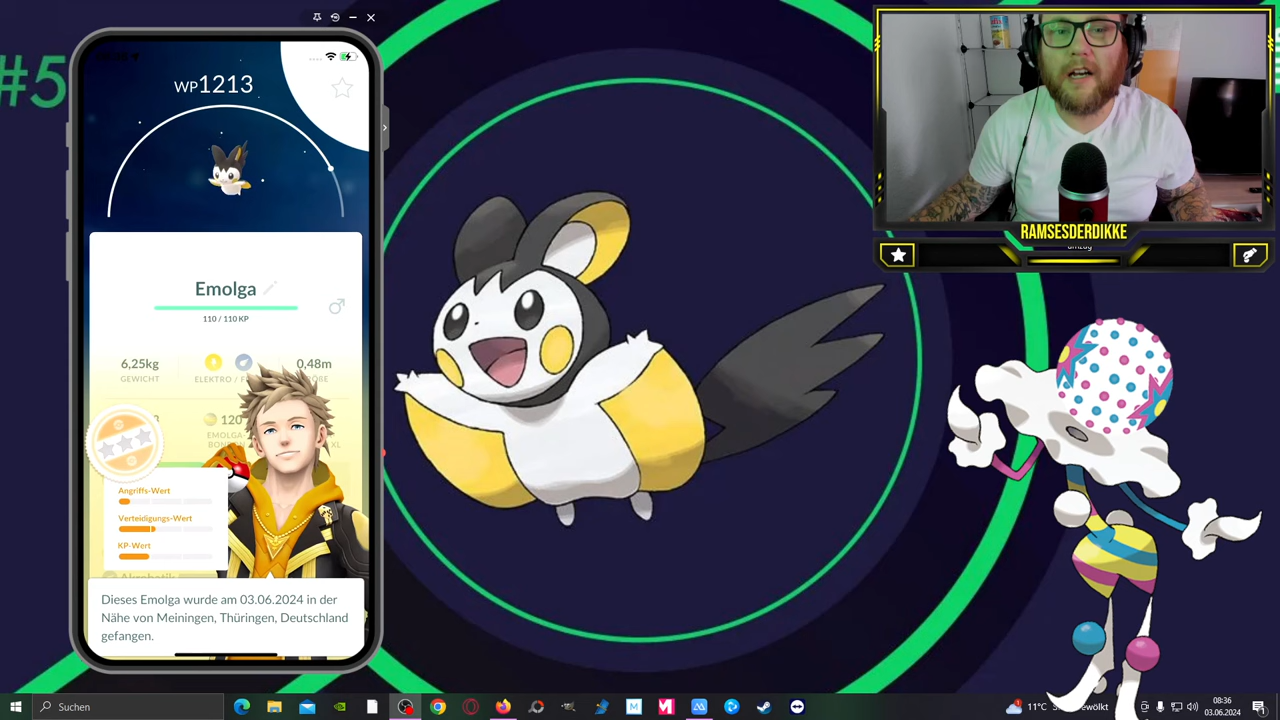 #5
WP1213
Emolga
110 / 110 KP
6,25kg
GEWICHT
ELEKTRO / F
0,48m
120
XL
Angriffs-Wert
Verteidigungs-Wert
KP-Wert
Dieses Emolga wurde am 03.06.2024 in der
Nähe von Meiningen, Thüringen, Deutschland
gefangen.
RAMSESDERDIKKE
umzug
Suchen
11°C
08:36
03.06.2024